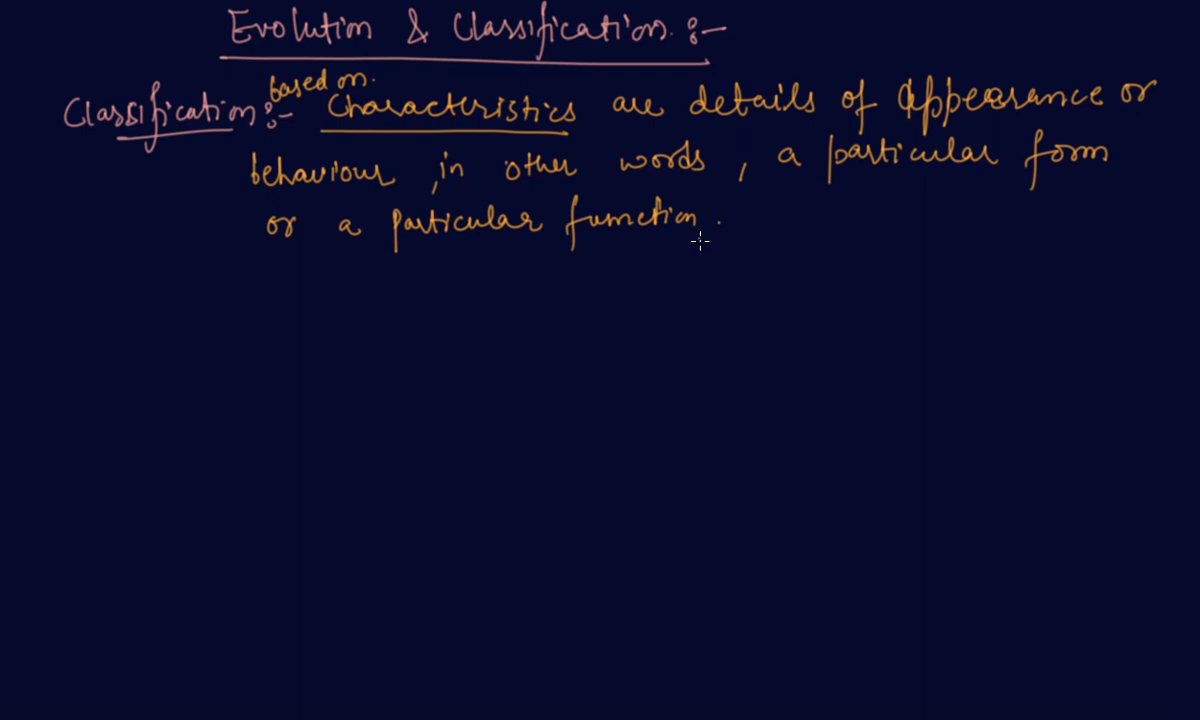 Evolution & Classification :-
Classification :- based on. Characteristics are details of appearance or
behaviour, in other words, a particular form
or a particular function.